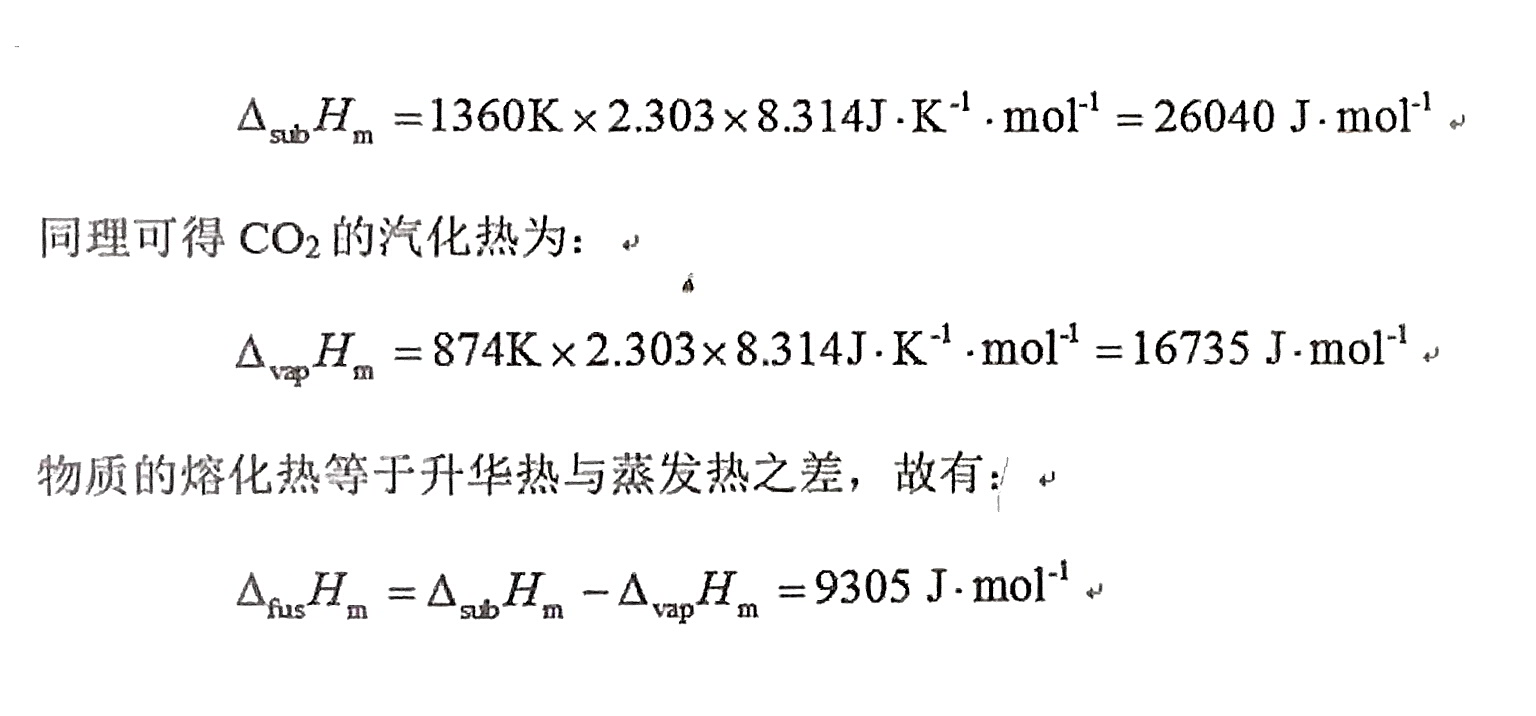 Δ_sub H_m =1360K×2.303×8.314J·K⁻¹·mol⁻¹=26040 J·mol⁻¹↵
同理可得 CO₂ 的汽化热为：↵
Δ_vap H_m =874K×2.303×8.314J·K⁻¹·mol⁻¹=16735 J·mol⁻¹↵
物质的熔化热等于升华热与蒸发热之差，故有：↵
Δ_fus H_m =Δ_sub H_m −Δ_vap H_m =9305 J·mol⁻¹↵